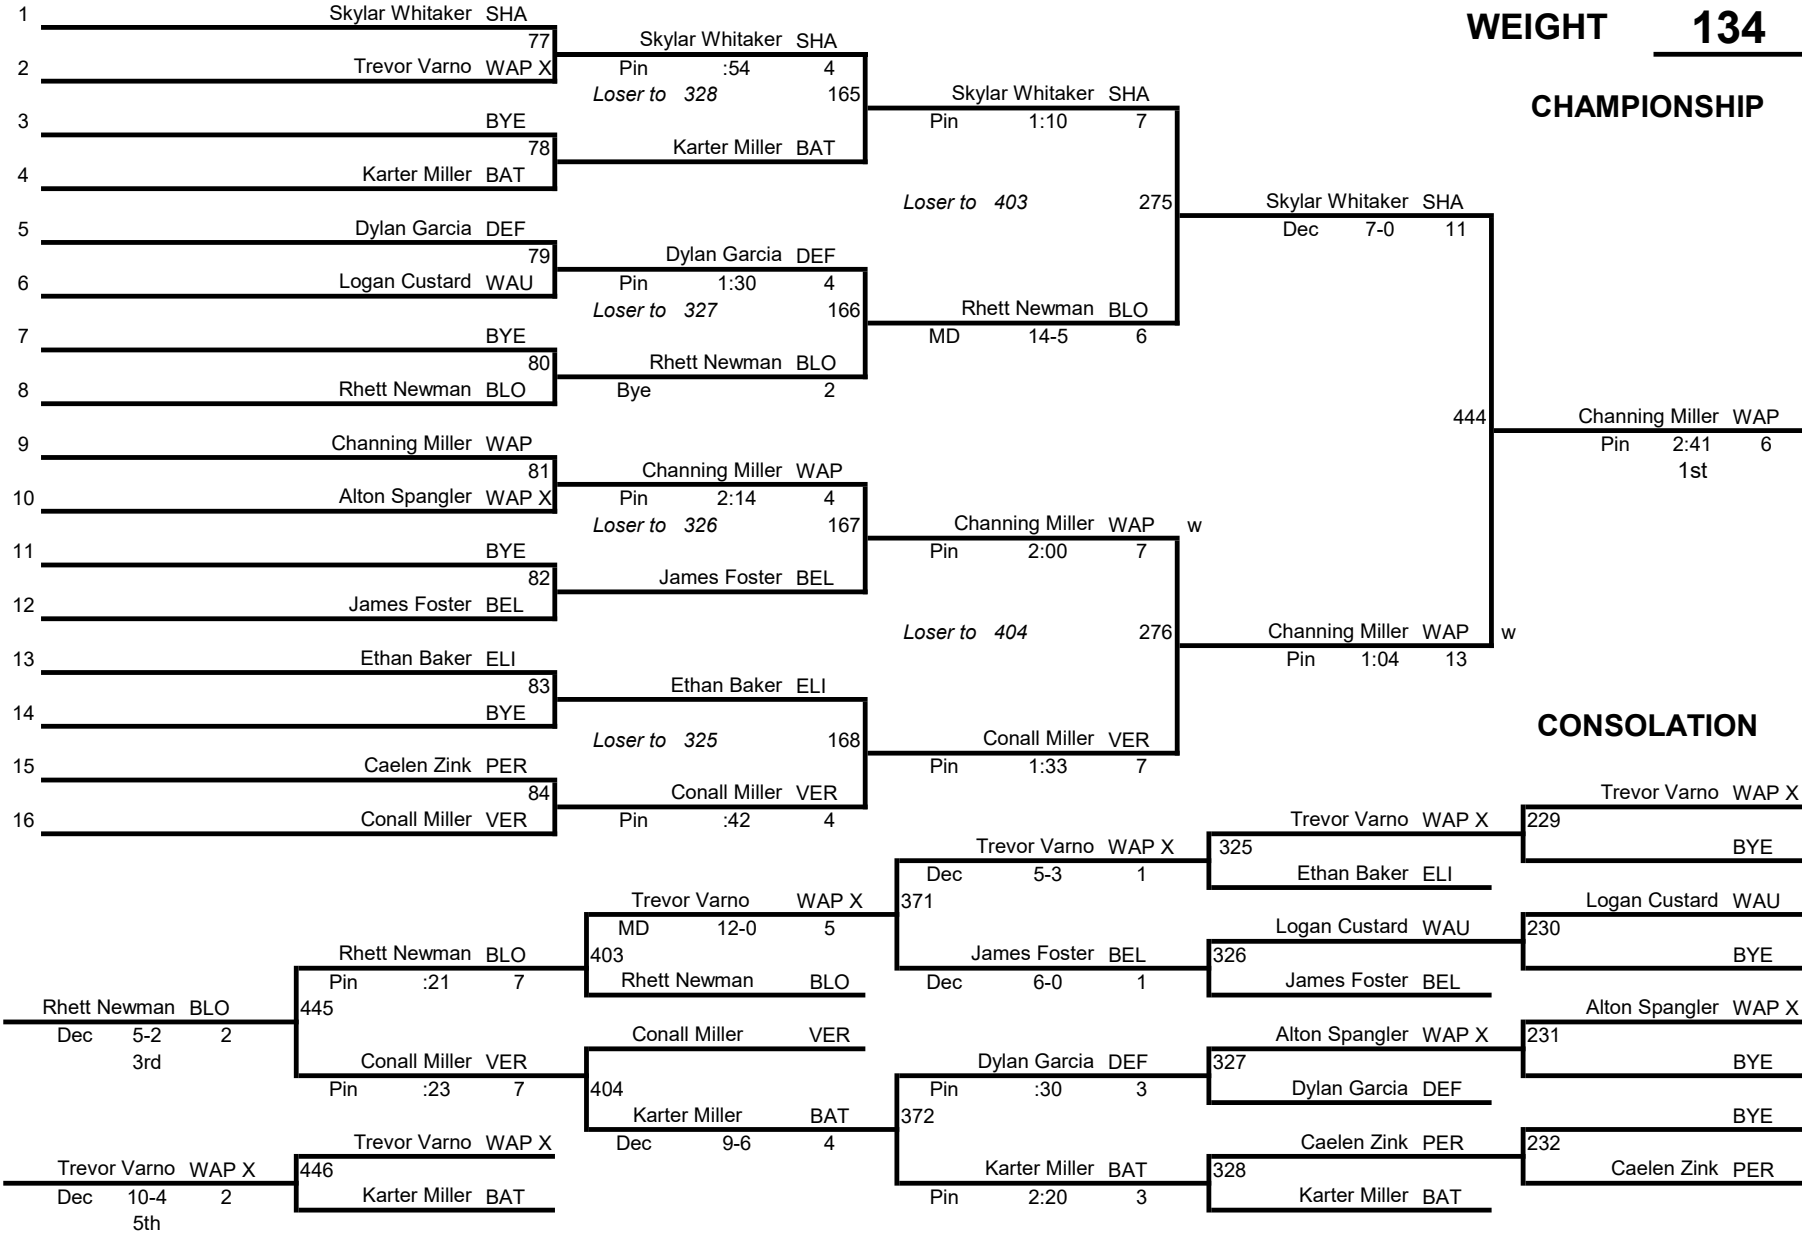 1 Skylar Whitaker SHA
WEIGHT 134
77 Skylar Whitaker SHA
2 Trevor Varno WAP X Pin :54 4
Loser to 328 165 Skylar Whitaker SHA
CHAMPIONSHIP
3 BYE Pin 1:10 7
78 Karter Miller BAT
4 Karter Miller BAT
Loser to 403 275 Skylar Whitaker SHA
5 Dylan Garcia DEF Dec 7-0 11
79 Dylan Garcia DEF
6 Logan Custard WAU Pin 1:30 4
Loser to 327 166 Rhett Newman BLO
7 BYE MD 14-5 6
80 Rhett Newman BLO
8 Rhett Newman BLO Bye 2
444 Channing Miller WAP
9 Channing Miller WAP Pin 2:41 6
81 Channing Miller WAP 1st
10 Alton Spangler WAP X Pin 2:14 4
Loser to 326 167 Channing Miller WAP w
11 BYE Pin 2:00 7
82 James Foster BEL
12 James Foster BEL
Loser to 404 276 Channing Miller WAP w
13 Ethan Baker ELI Pin 1:04 13
83 Ethan Baker ELI
14 BYE
CONSOLATION
Loser to 325 168 Conall Miller VER
15 Caelen Zink PER Pin 1:33 7
84 Conall Miller VER Trevor Varno WAP X
16 Conall Miller VER Pin :42 4 Trevor Varno WAP X 229
Trevor Varno WAP X 325 BYE
Dec 5-3 1 Ethan Baker ELI
Trevor Varno WAP X 371 Logan Custard WAU
MD 12-0 5 Logan Custard WAU 230
Rhett Newman BLO 403 James Foster BEL 326 BYE
Pin :21 7 Rhett Newman BLO Dec 6-0 1 James Foster BEL
Rhett Newman BLO 445 Alton Spangler WAP X
Dec 5-2 2 Conall Miller VER Alton Spangler WAP X 231
3rd Conall Miller VER Dylan Garcia DEF 327 BYE
Pin :23 7 404 Pin :30 3 Dylan Garcia DEF
Karter Miller BAT 372 BYE
Trevor Varno WAP X Dec 9-6 4 Caelen Zink PER 232
Trevor Varno WAP X 446 Karter Miller BAT 328 Caelen Zink PER
Dec 10-4 2 Karter Miller BAT Pin 2:20 3 Karter Miller BAT
5th